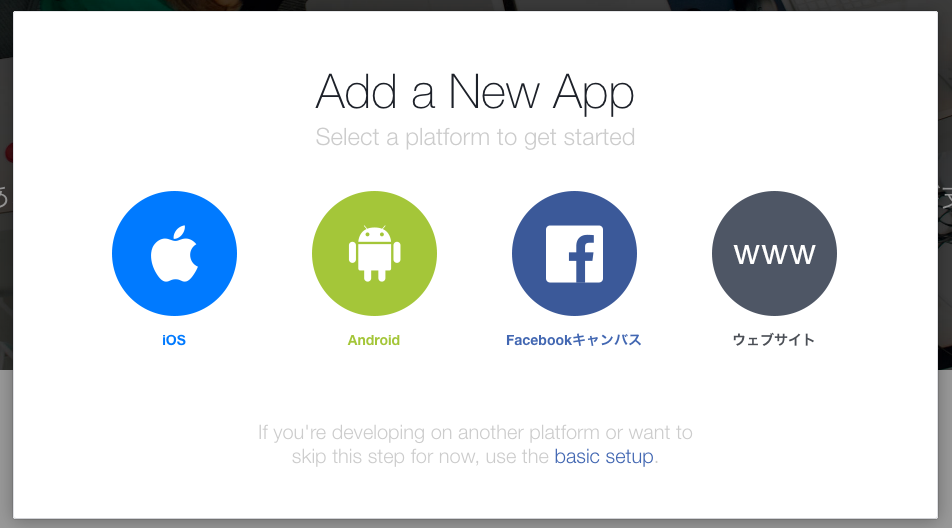 Add a New App
Select a platform to get started
www
iOS
Android
Facebookキャンバス
ウェブサイト
If you're developing on another platform or want to
skip this step for now, use the basic setup.